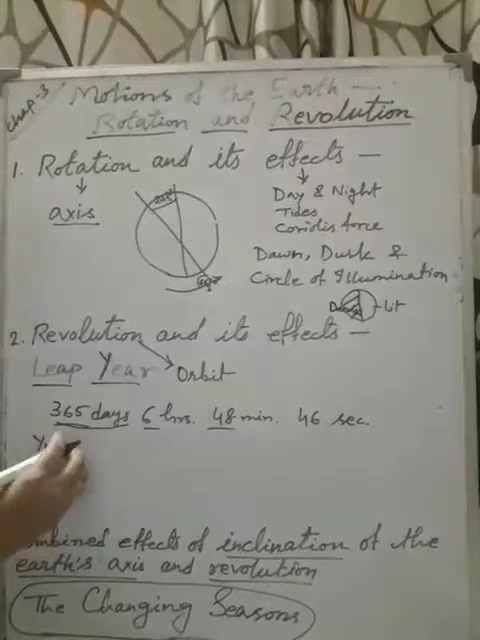 Chap:3
Motions of the Earth —
Rotation and Revolution
1. Rotation and its effects —
axis
Day & Night
Tides
Coriolis force
Dawn, Dusk &
Circle of Illumination
Lit
2. Revolution and its effects —
Leap Year
Orbit
365 days 6 hrs. 48 min. 46 sec.
effects of inclination of the
earth's axis and revolution
The Changing Seasons